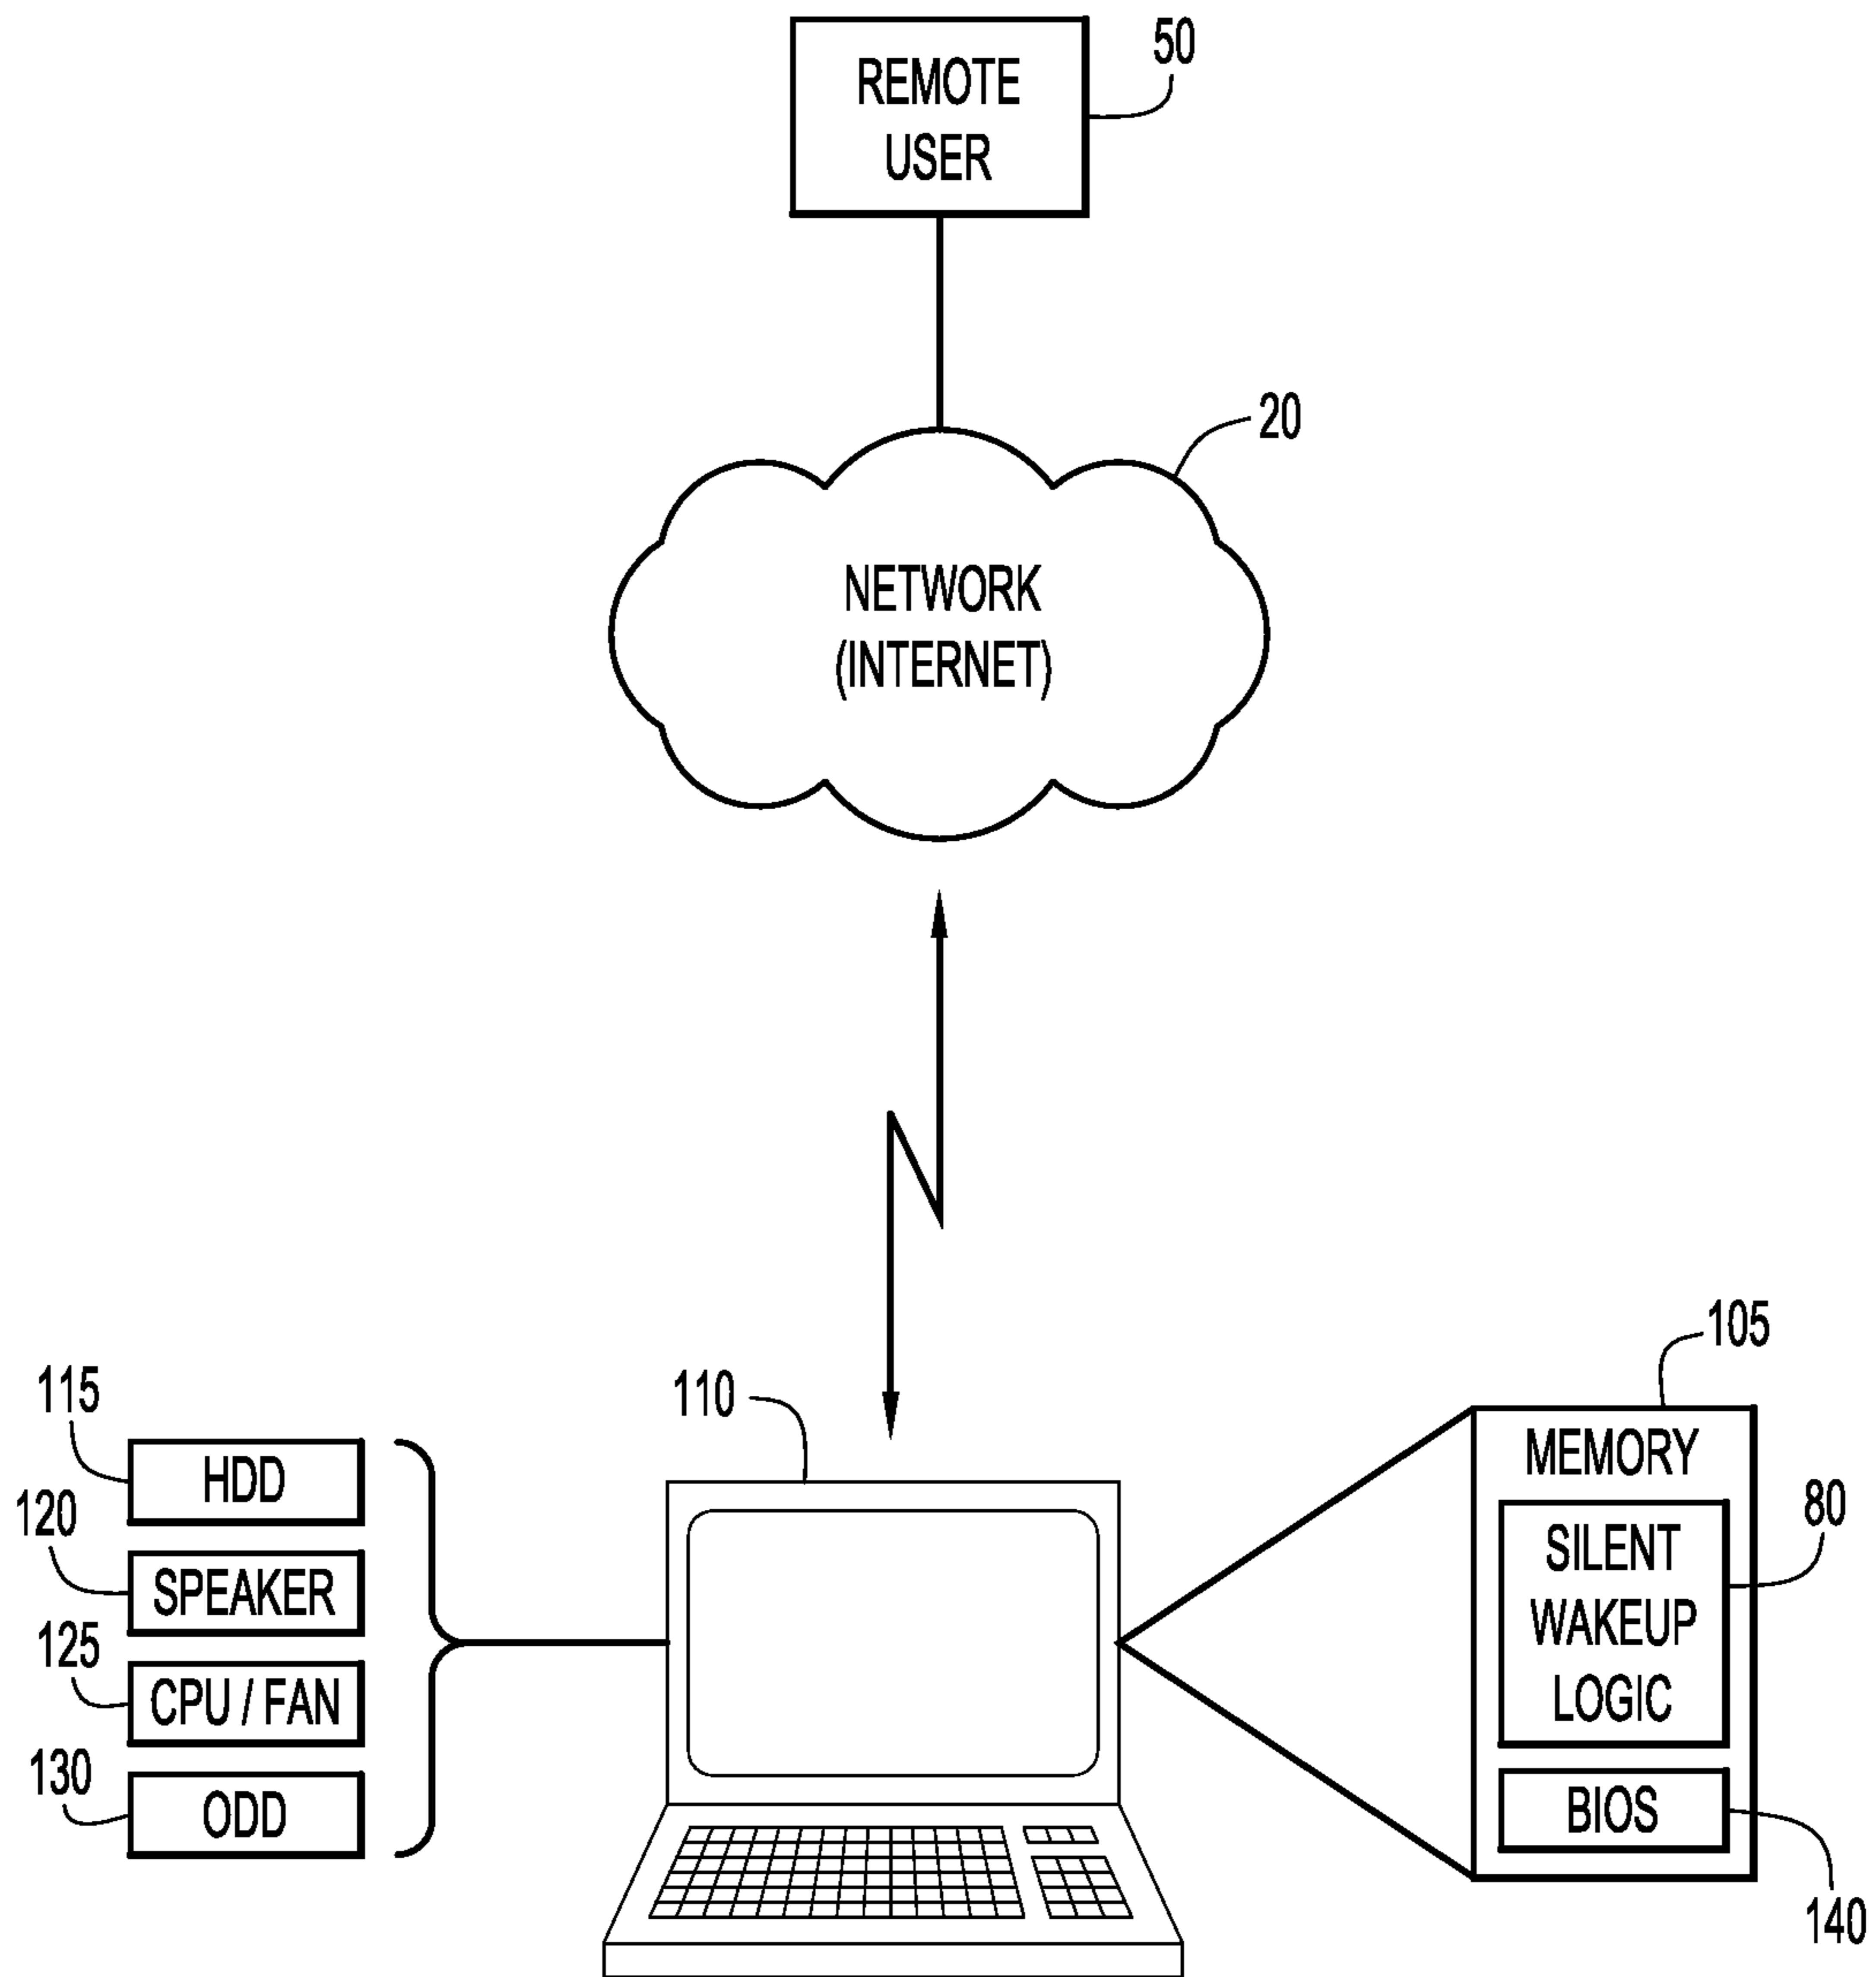 REMOTE
USER
50
20
NETWORK
(INTERNET)
115
HDD
120
SPEAKER
125
CPU / FAN
130
ODD
110
105
MEMORY
80
SILENT
WAKEUP
LOGIC
BIOS
140